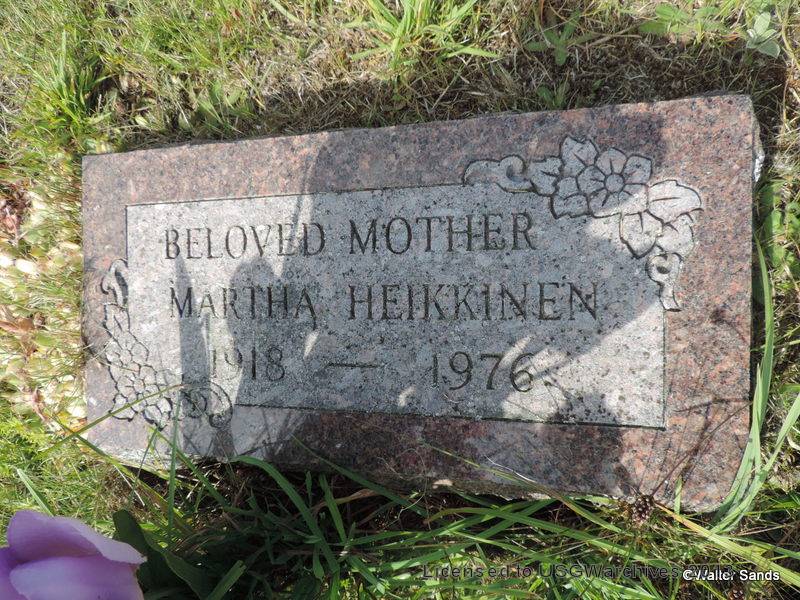 BELOVED MOTHER
MARTHA HEIKKINEN
1918 — 1976
Licensed to USGWarchives
©Walter Sands